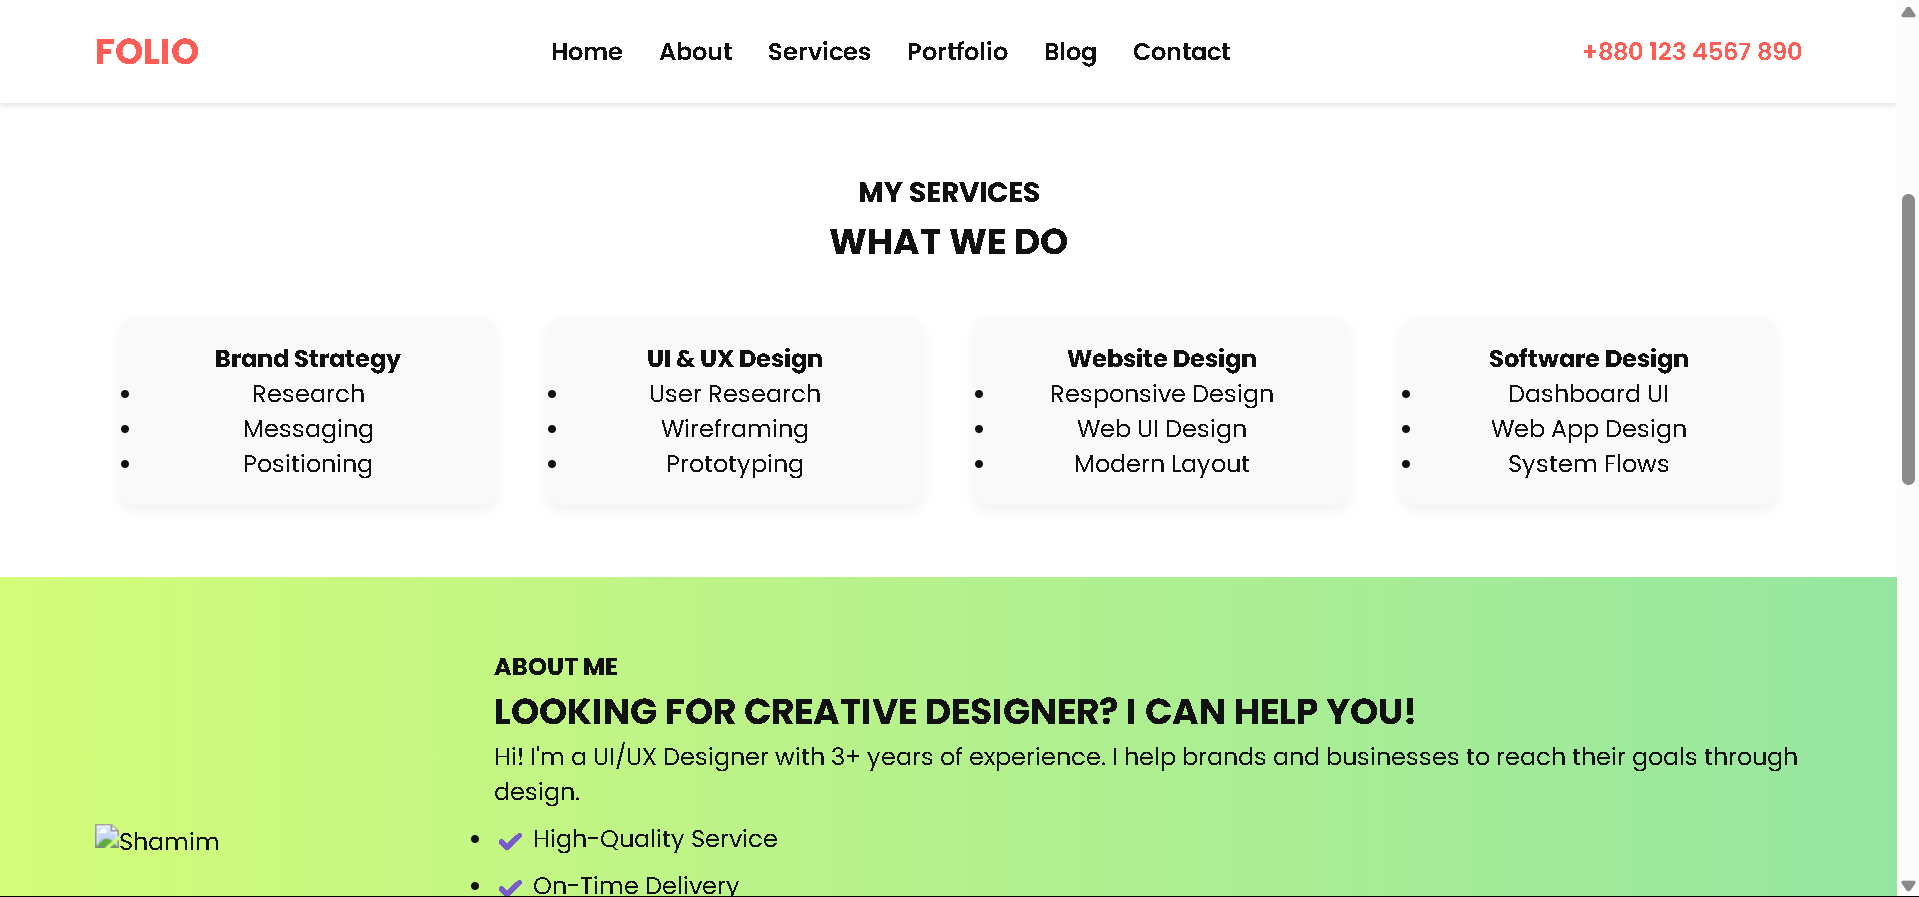 FOLIO
Home About Services Portfolio Blog Contact
+880 123 4567 890
MY SERVICES
WHAT WE DO
Brand Strategy
• Research
• Messaging
• Positioning
UI & UX Design
• User Research
• Wireframing
• Prototyping
Website Design
• Responsive Design
• Web UI Design
• Modern Layout
Software Design
• Dashboard UI
• Web App Design
• System Flows
ABOUT ME
LOOKING FOR CREATIVE DESIGNER? I CAN HELP YOU!
Hi! I'm a UI/UX Designer with 3+ years of experience. I help brands and businesses to reach their goals through
design.
Shamim
• ✔ High-Quality Service
• ✔ On-Time Delivery